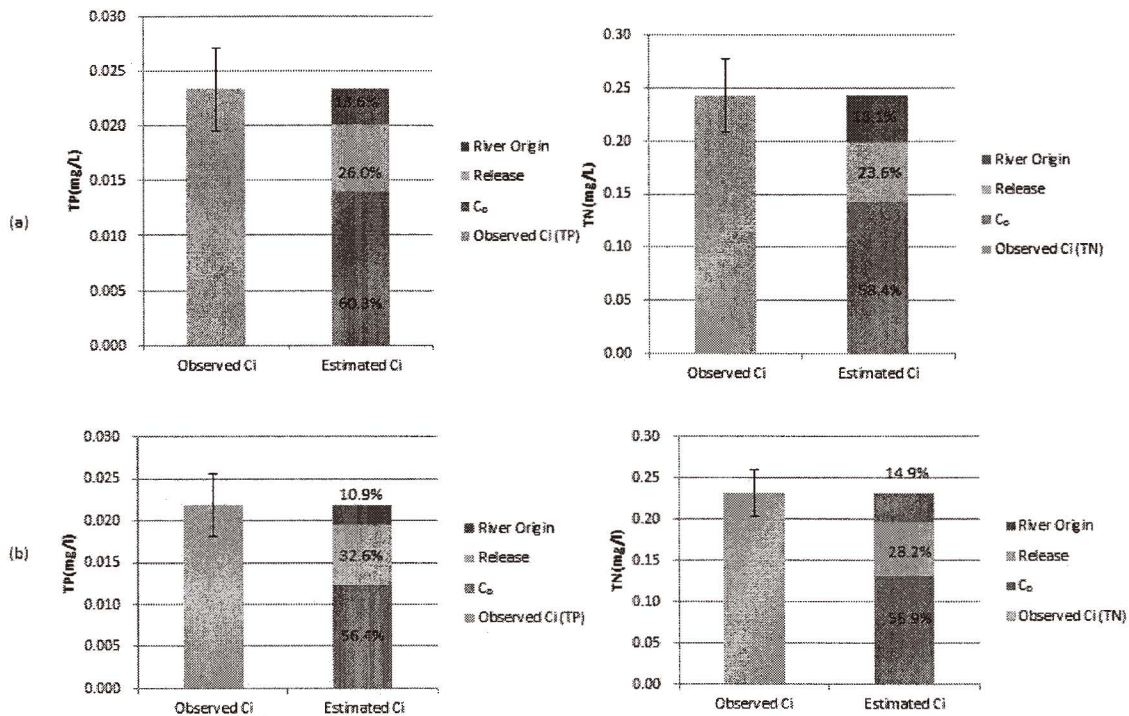 0.030
0.025
0.020
0.015
0.010
0.005
0.000
TP(mg/L)
13.6%
26.0%
60.3%
Observed Ci
Estimated Ci
River Origin
Release
C₀
Observed Ci (TP)
0.30
0.25
0.20
0.15
0.10
0.05
0.00
TN(mg/L)
18.1%
23.6%
58.4%
Observed Ci
Estimated Ci
River Origin
Release
C₀
Observed Ci (TN)
(a)
0.030
0.025
0.020
0.015
0.010
0.005
0.000
TP(mg/l)
10.9%
32.6%
56.4%
Observed Ci
Estimated Ci
River Origin
Release
C₀
Observed Ci (TP)
0.30
0.25
0.20
0.15
0.10
0.05
0.00
TN(mg/l)
14.9%
28.2%
56.9%
Observed Ci
Estimated Ci
River Origin
Release
C₀
Observed Ci (TN)
(b)